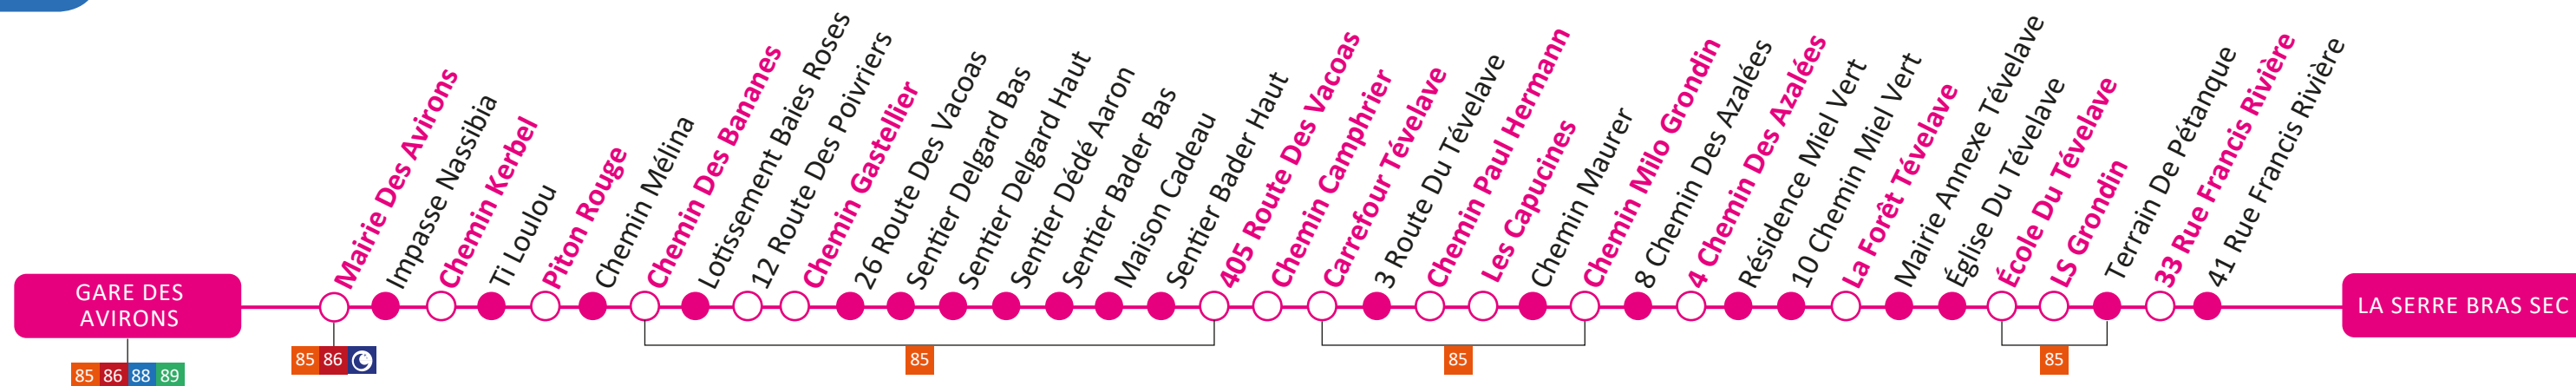 GARE DES
AVIRONS
85 86 88 89
Mairie Des Avirons
Impasse Nassibia
Chemin Kerbel
Ti Loulou
Piton Rouge
Chemin Mélina
Chemin Des Bananes
Lotissement Baies Roses
12 Route Des Poivriers
Chemin Gastellier
26 Route Des Vacoas
Sentier Delgard Bas
Sentier Delgard Haut
Sentier Dédé Aaron
Sentier Bader Bas
Maison Cadeau
Sentier Bader Haut
405 Route Des Vacoas
Chemin Camphrier
Carrefour Tévelave
3 Route Du Tévelave
Chemin Paul Hermann
Les Capucines
Chemin Maurer
Chemin Milo Grondin
8 Chemin Des Azalées
4 Chemin Des Azalées
Résidence Miel Vert
10 Chemin Miel Vert
La Forêt Tévelave
Mairie Annexe Tévelave
Église Du Tévelave
École Du Tévelave
LS Grondin
Terrain De Pétanque
33 Rue Francis Rivière
41 Rue Francis Rivière
LA SERRE BRAS SEC
85 86
85
85
85